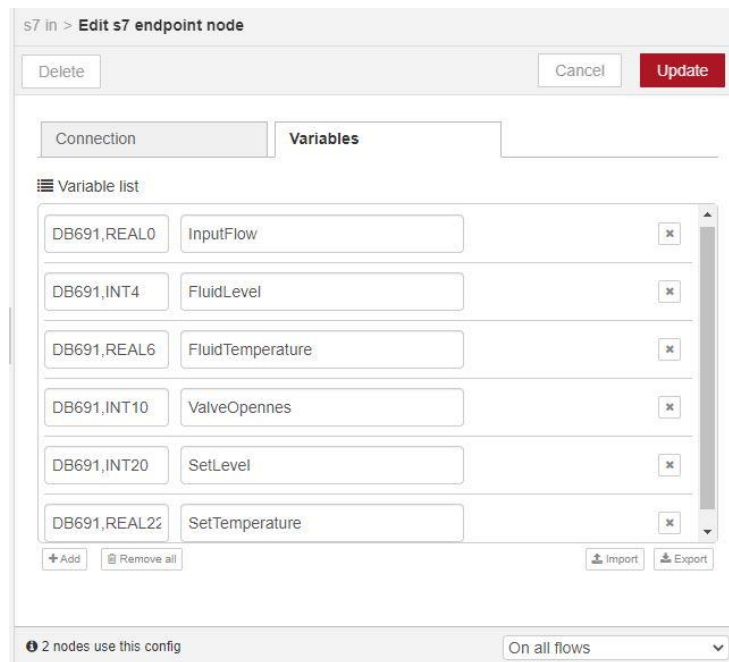 s7 in > Edit s7 endpoint node
Delete Cancel Update
Connection Variables
Variable list
DB691,REAL0 InputFlow
DB691,INT4 FluidLevel
DB691,REAL6 FluidTemperature
DB691,INT10 ValveOpennes
DB691,INT20 SetLevel
DB691,REAL22 SetTemperature
+ Add Remove all Import Export
2 nodes use this config On all flows